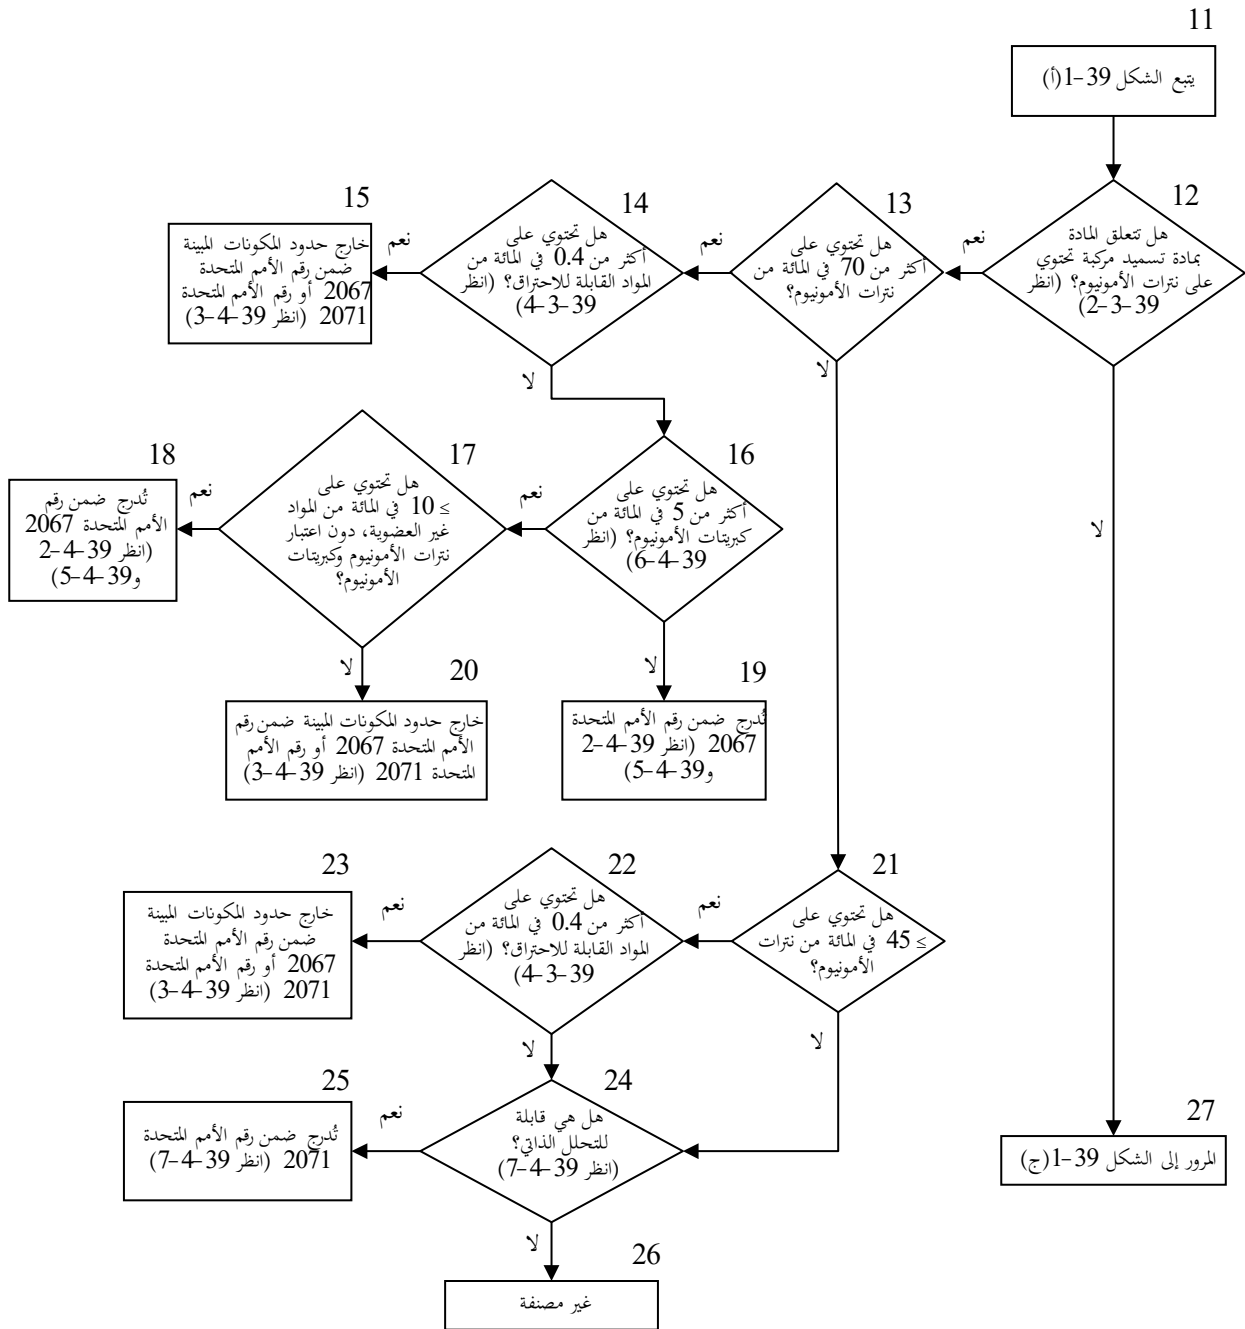 11
يتبع الشكل 39-1(أ)
12
هل تتعلق المادة
بمادة تسميد مركبة تحتوي
على نترات الأمونيوم؟ (انظر
39-3-2)
نعم
لا
13
هل تحتوي على
أكثر من 70 في المائة من
نترات الأمونيوم؟
نعم
لا
14
هل تحتوي على
أكثر من 0.4 في المائة من
المواد القابلة للاحتراق؟ (انظر
39-3-4)
نعم
لا
15
خارج حدود المكونات المبينة
ضمن رقم الأمم المتحدة
2067 أو رقم الأمم المتحدة
2071 (انظر 39-4-3)
16
هل تحتوي على
أكثر من 5 في المائة من
كبريتات الأمونيوم؟ (انظر
39-4-6)
نعم
لا
17
هل تحتوي على
≥ 10 في المائة من المواد
غير العضوية، دون اعتبار
نترات الأمونيوم وكبريتات
الأمونيوم؟
نعم
لا
18
تُدرج ضمن رقم
الأمم المتحدة 2067
(انظر 39-4-2
و39-4-5)
19
تُدرج ضمن رقم الأمم المتحدة
2067 (انظر 39-4-2
و39-4-5)
20
خارج حدود المكونات المبينة ضمن رقم
الأمم المتحدة 2067 أو رقم الأمم
المتحدة 2071 (انظر 39-4-3)
21
هل تحتوي على
≥ 45 في المائة من نترات
الأمونيوم؟
نعم
لا
22
هل تحتوي على
أكثر من 0.4 في المائة من
المواد القابلة للاحتراق؟ (انظر
39-3-4)
نعم
لا
23
خارج حدود المكونات المبينة
ضمن رقم الأمم المتحدة
2067 أو رقم الأمم المتحدة
2071 (انظر 39-4-3)
24
هل هي قابلة
للتحلل الذاتي؟
(انظر 39-4-7)
نعم
لا
25
تُدرج ضمن رقم الأمم المتحدة
2071 (انظر 39-4-7)
26
غير مصنفة
27
المرور إلى الشكل 39-1(ج)